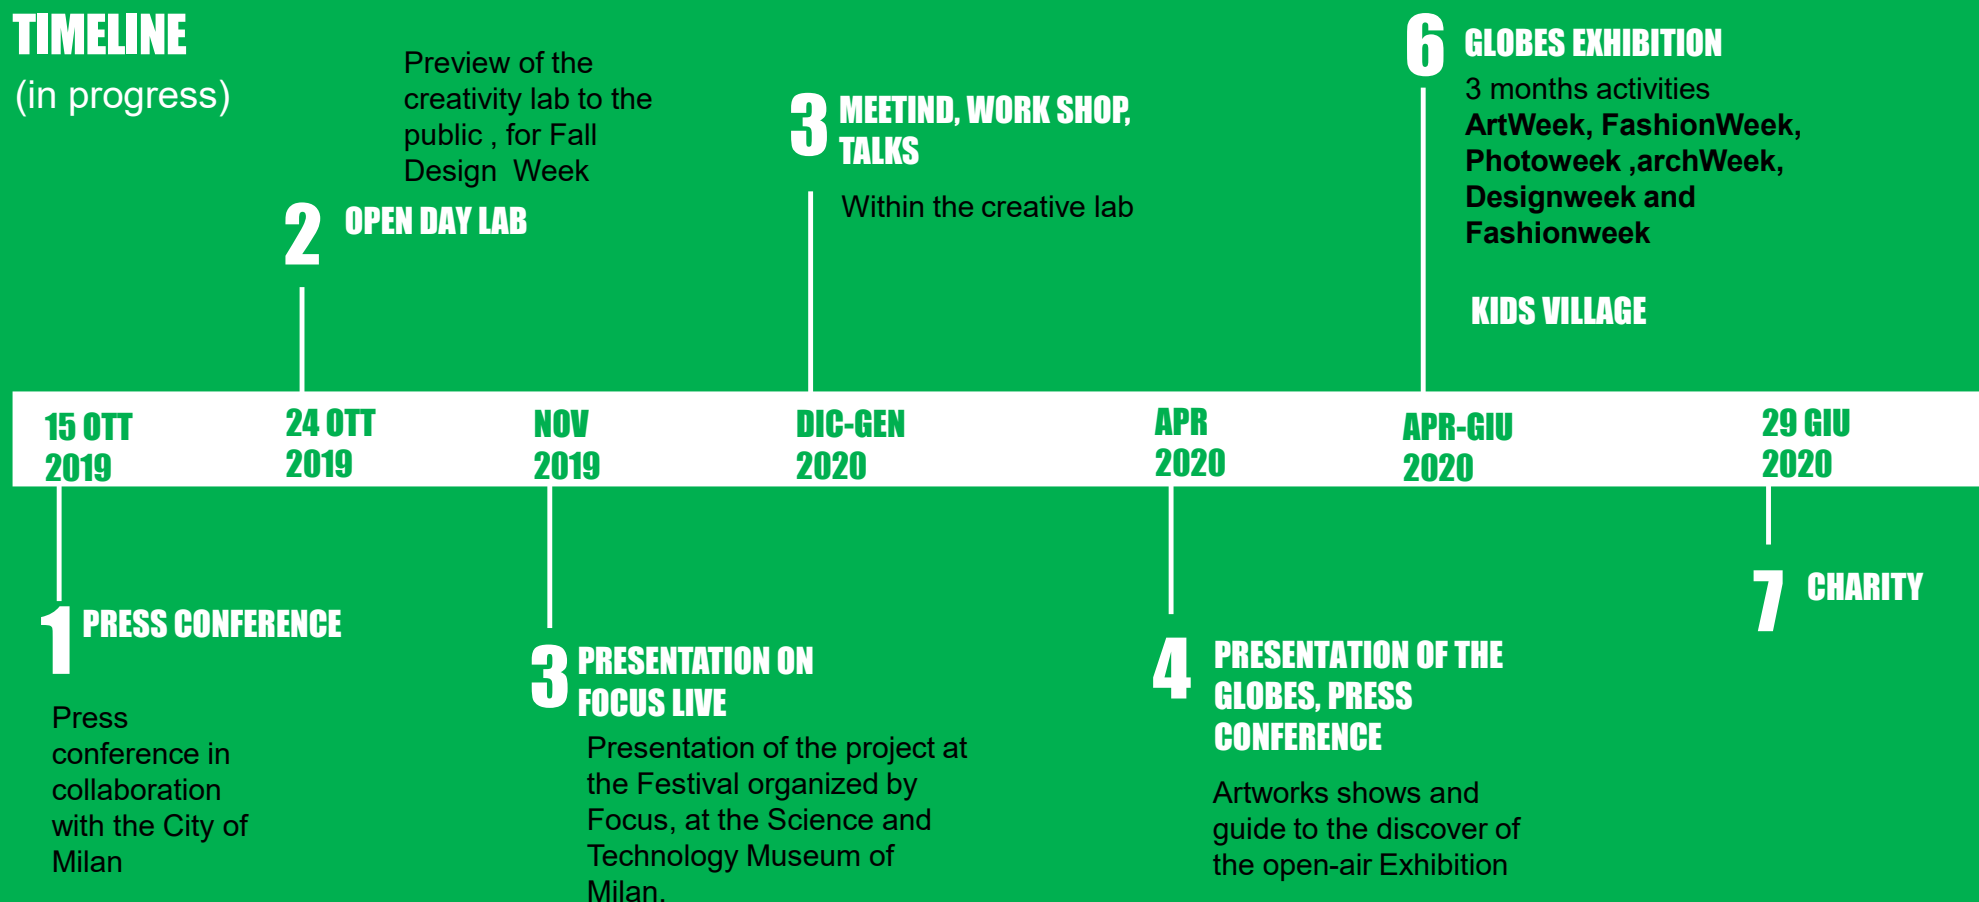 TIMELINE
(in progress)
Preview of the
creativity lab to the
public , for Fall
Design  Week
2 OPEN DAY LAB
3 MEETIND, WORK SHOP,
TALKS
Within the creative lab
6 GLOBES EXHIBITION
3 months activities
ArtWeek, FashionWeek,
Photoweek ,archWeek,
Designweek and
Fashionweek
KIDS VILLAGE
15 OTT
2019
24 OTT
2019
NOV
2019
DIC-GEN
2020
APR
2020
APR-GIU
2020
29 GIU
2020
1 PRESS CONFERENCE
Press
conference in
collaboration
with the City of
Milan
3 PRESENTATION ON
FOCUS LIVE
Presentation of the project at
the Festival organized by
Focus, at the Science and
Technology Museum of
Milan.
4 PRESENTATION OF THE
GLOBES, PRESS
CONFERENCE
Artworks shows and
guide to the discover of
the open-air Exhibition
7 CHARITY